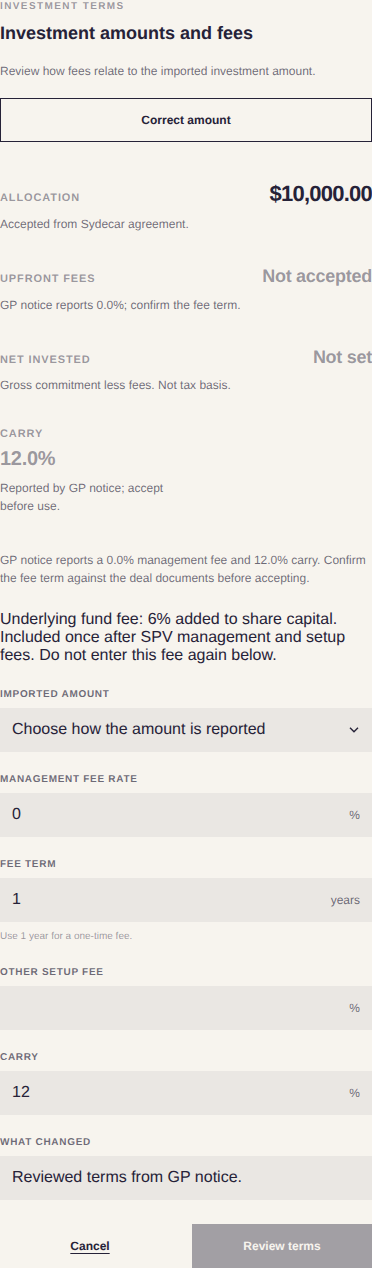 INVESTMENT TERMS
Investment amounts and fees
Review how fees relate to the imported investment amount.
Correct amount
ALLOCATION
$10,000.00
Accepted from Sydecar agreement.
UPFRONT FEES
Not accepted
GP notice reports 0.0%; confirm the fee term.
NET INVESTED
Not set
Gross commitment less fees. Not tax basis.
CARRY
12.0%
Reported by GP notice; accept
before use.
GP notice reports a 0.0% management fee and 12.0% carry. Confirm
the fee term against the deal documents before accepting.
Underlying fund fee: 6% added to share capital.
Included once after SPV management and setup
fees. Do not enter this fee again below.
IMPORTED AMOUNT
Choose how the amount is reported
MANAGEMENT FEE RATE
0 %
FEE TERM
1 years
Use 1 year for a one-time fee.
OTHER SETUP FEE
%
CARRY
12 %
WHAT CHANGED
Reviewed terms from GP notice.
Cancel
Review terms